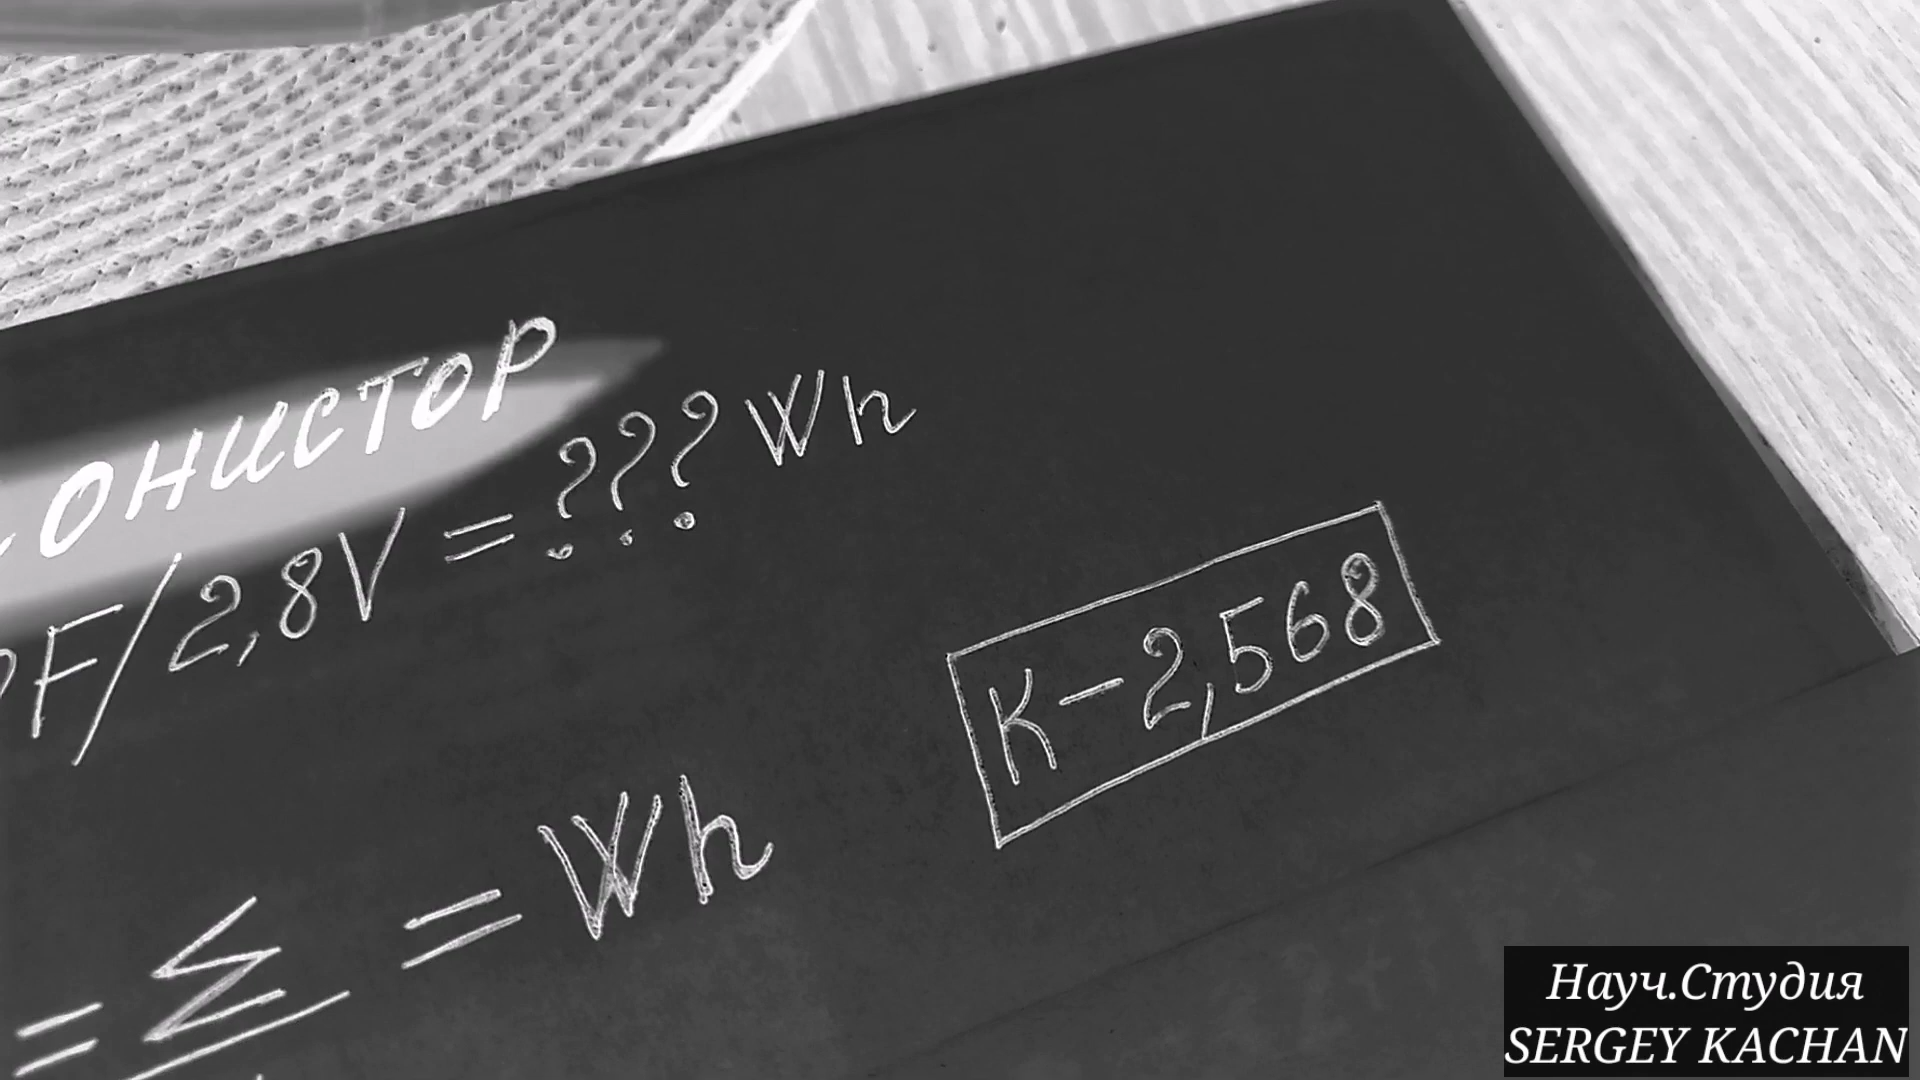 ОНИСТОР
F/2,8V = ??? Wh
K-2,568
= Σ = Wh
Науч.Студия
SERGEY KACHAN